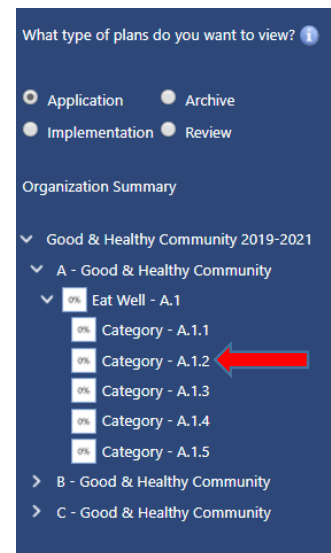 What type of plans do you want to view? i
Application Archive
Implementation Review
Organization Summary
Good & Healthy Community 2019-2021
A - Good & Healthy Community
0% Eat Well - A.1
0% Category - A.1.1
0% Category - A.1.2
0% Category - A.1.3
0% Category - A.1.4
0% Category - A.1.5
B - Good & Healthy Community
C - Good & Healthy Community